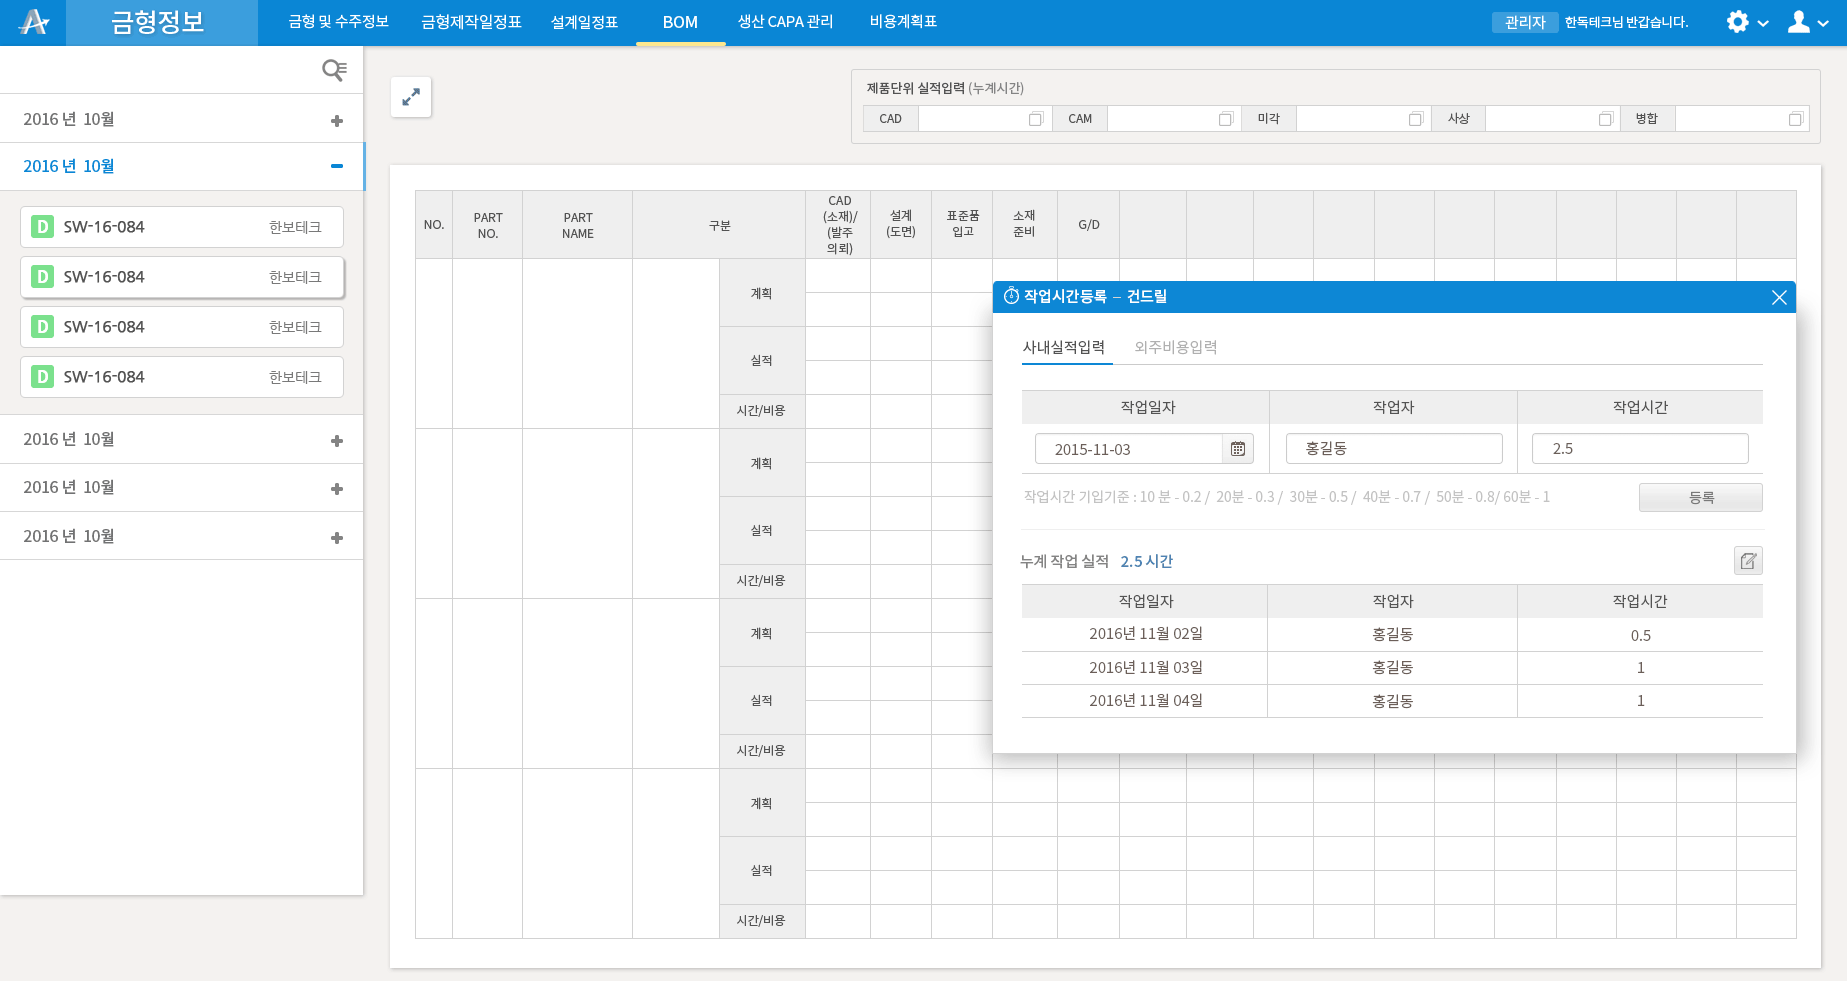 금형정보
금형 및 수주정보 금형제작일정표 설계일정표 BOM 생산 CAPA 관리 비용계획표
관리자 한독테크님 반갑습니다.
2016 년 10월
2016 년 10월
D SW-16-084 한보테크
D SW-16-084 한보테크
D SW-16-084 한보테크
D SW-16-084 한보테크
2016 년 10월
2016 년 10월
2016 년 10월
제품단위 실적입력 (누계시간)
CAD CAM 미각 사상 병합
NO. PART NO. PART NAME 구분 CAD (소재)/ (발주 의뢰) 설계 (도면) 표준품 입고 소재 준비 G/D
계획
실적
시간/비용
계획
실적
시간/비용
계획
실적
시간/비용
계획
실적
시간/비용
작업시간등록 – 건드릴
사내실적입력 외주비용입력
작업일자 작업자 작업시간
2015-11-03 홍길동 2.5
작업시간 기입기준 : 10 분 - 0.2 / 20분 - 0.3 / 30분 - 0.5 / 40분 - 0.7 / 50분 - 0.8/ 60분 - 1
등록
누계 작업 실적 2.5 시간
작업일자 작업자 작업시간
2016년 11월 02일 홍길동 0.5
2016년 11월 03일 홍길동 1
2016년 11월 04일 홍길동 1